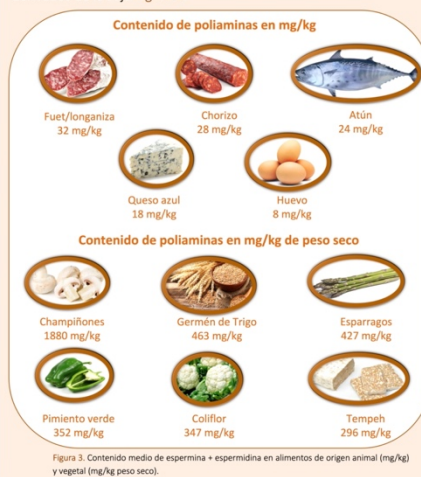 Contenido de poliaminas en mg/kg
Fuet/longaniza
32 mg/kg
Chorizo
28 mg/kg
Atún
24 mg/kg
Queso azul
18 mg/kg
Huevo
8 mg/kg
Contenido de poliaminas en mg/kg de peso seco
Champiñones
1880 mg/kg
Germén de Trigo
463 mg/kg
Esparragos
427 mg/kg
Pimiento verde
352 mg/kg
Coliflor
347 mg/kg
Tempeh
296 mg/kg
Figura 3. Contenido medio de espermina + espermidina en alimentos de origen animal (mg/kg)
y vegetal (mg/kg peso seco).